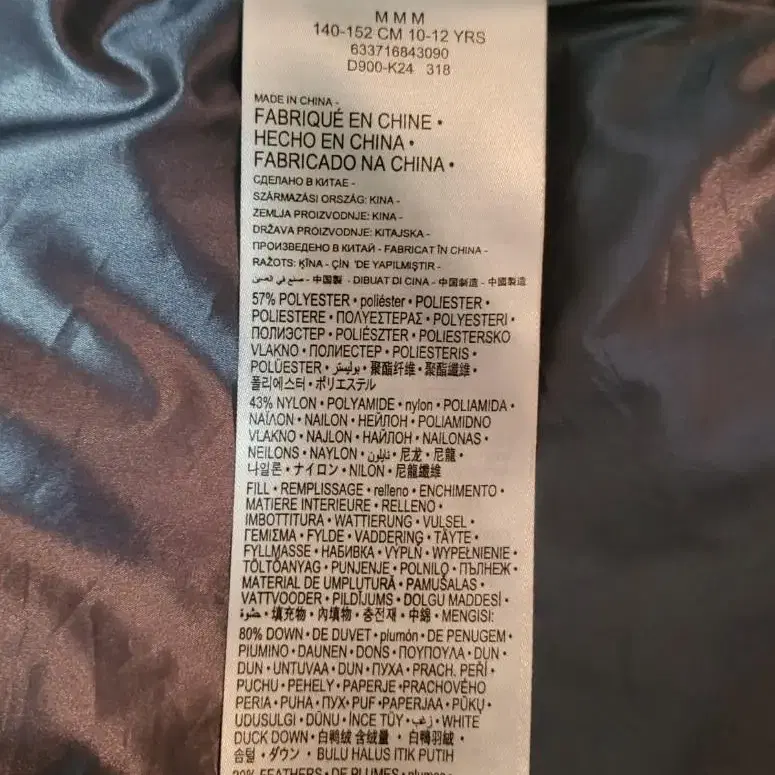 M M M
140-152 CM 10-12 YRS
633716843090
D900-K24 318
MADE IN CHINA -
FABRIQUÉ EN CHINE •
HECHO EN CHINA •
FABRICADO NA CHINA •
СДЕЛАНО В КИТАЕ -
SZÁRMAZÁSI ORSZÁG: KINA -
ZEMLJA PROIZVODNJE: KINA -
DRŽAVA PROIZVODNJE: KITAJSKA -
ПРОИЗВЕДЕНО В КИТАЙ - FABRICAT ÎN CHINA -
RAŽOTS: ĶĪNA - ÇİN 'DE YAPILMIŞTIR -
صنع في الصين - 中国製 - DIBUAT DI CINA - 中国制造 - 中國製造
57% POLYESTER • poliéster • POLIESTER •
POLIESTERE • ΠΟΛΥΕΣΤΕΡΑΣ • POLYESTERI •
ПОЛИЭСТЕР • POLIÉSZTER • POLIESTERSKO
VLAKNO • ПОЛИЕСТЕР • POLIESTERIS •
POLÜESTER • بوليستر • 聚酯纤维 • 聚酯纖維 •
폴리에스터 • ポリエステル
43% NYLON • POLYAMIDE • nylon • POLIAMIDA •
ΝΑΪΛΟΝ • NAILON • НЕЙЛОН • POLIAMIDNO
VLAKNO • NAJLON • НАЙЛОН • NAILONAS •
NEILONS • NAYLON • نايلون • 尼龙 • 尼龍 •
나일론 • ナイロン • NILON • 尼龍纖維
FILL • REMPLISSAGE • relleno • ENCHIMENTO •
MATIERE INTERIEURE • RELLENO •
IMBOTTITURA • WATTIERUNG • VULSEL •
ΓΕΜΙΣΜΑ • FYLDE • VADDERING • TÄYTE •
FYLLMASSE • НАБИВКА • VÝPLŇ • WYPEŁNIENIE •
TÖLTŐANYAG • PUNJENJE • POLNILO • ПЪЛНЕЖ •
MATERIAL DE UMPLUTURĂ • PAMUŠALAS •
VATTVOODER • PILDĪJUMS • DOLGU MADDESİ •
حشوة • 填充物 • 內填物 • 충전재 • 中綿 • MENGISI:
80% DOWN • DE DUVET • plumón • DE PENUGEM •
PIUMINO • DAUNEN • DONS • ΠΟΥΠΟΥΛΑ • DUN •
DUN • UNTUVAA • DUN • ПУХА • PRACH. PEŘÍ •
PUCHU • PEHELY • PAPERJE • PRACHOVÉHO
PERIA • PUHA • ПУХ • PUF • PAPERJAA • PŪKŲ •
UDUSULGI • DŪNU • İNCE TÜY • زغب • WHITE
DUCK DOWN • 白鸭绒 含绒量 • 白鴨羽絨 •
솜털 • ダウン • BULU HALUS ITIK PUTIH
20% FEATHERS • DE PLUMES • plumas •